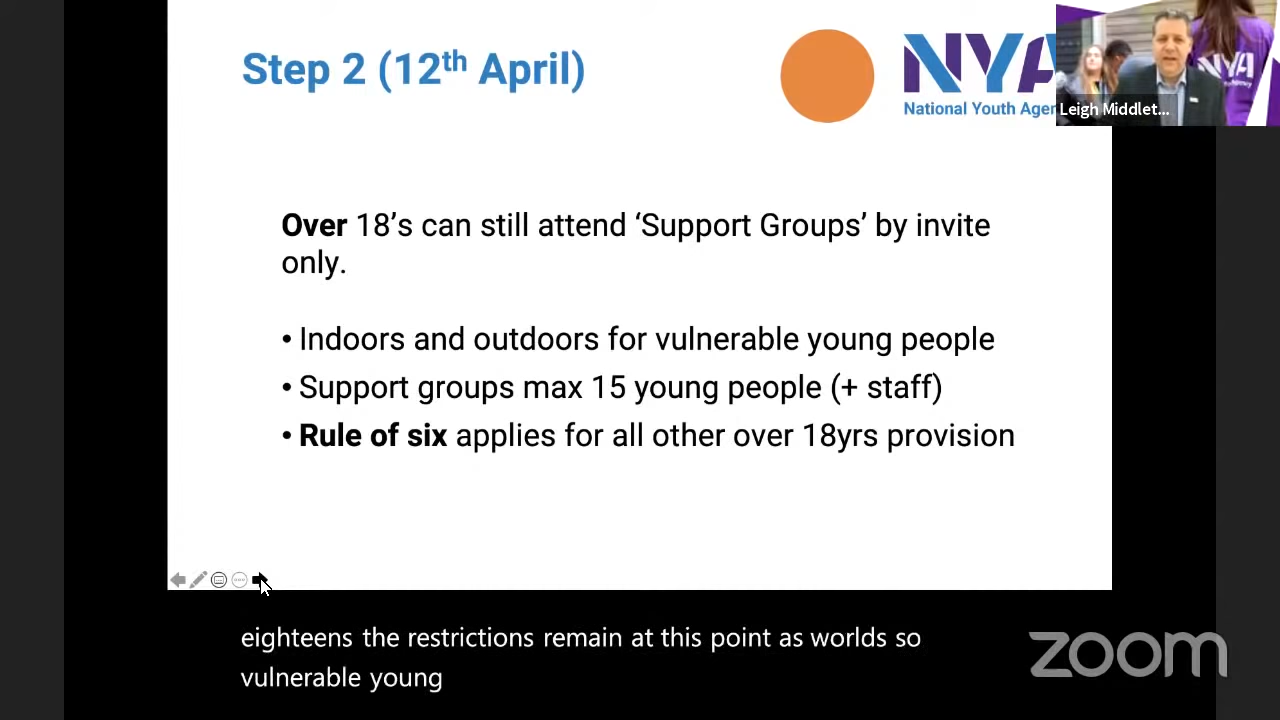 Step 2 (12th April)
NYA
National Youth Agen
NYA
Leigh Middlet...
Over 18's can still attend ‘Support Groups’ by invite
only.
• Indoors and outdoors for vulnerable young people
• Support groups max 15 young people (+ staff)
• Rule of six applies for all other over 18yrs provision
eighteens the restrictions remain at this point as worlds so
vulnerable young
zoom